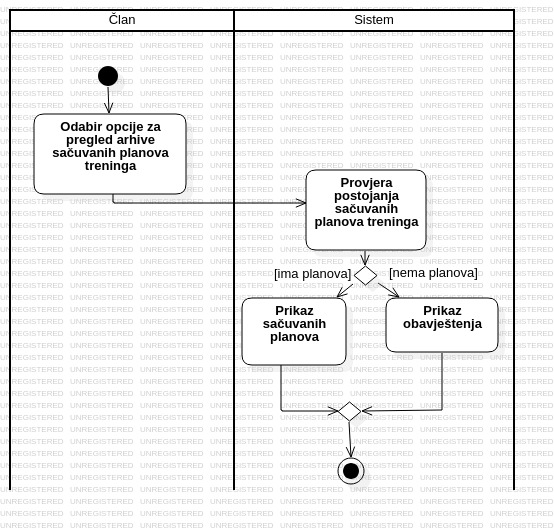 Član
Sistem
Odabir opcije za
pregled arhive
sačuvanih planova
treninga
Provjera
postojanja
sačuvanih
planova treninga
[ima planova]
[nema planova]
Prikaz
sačuvanih
planova
Prikaz
obavještenja
UNREGISTERED